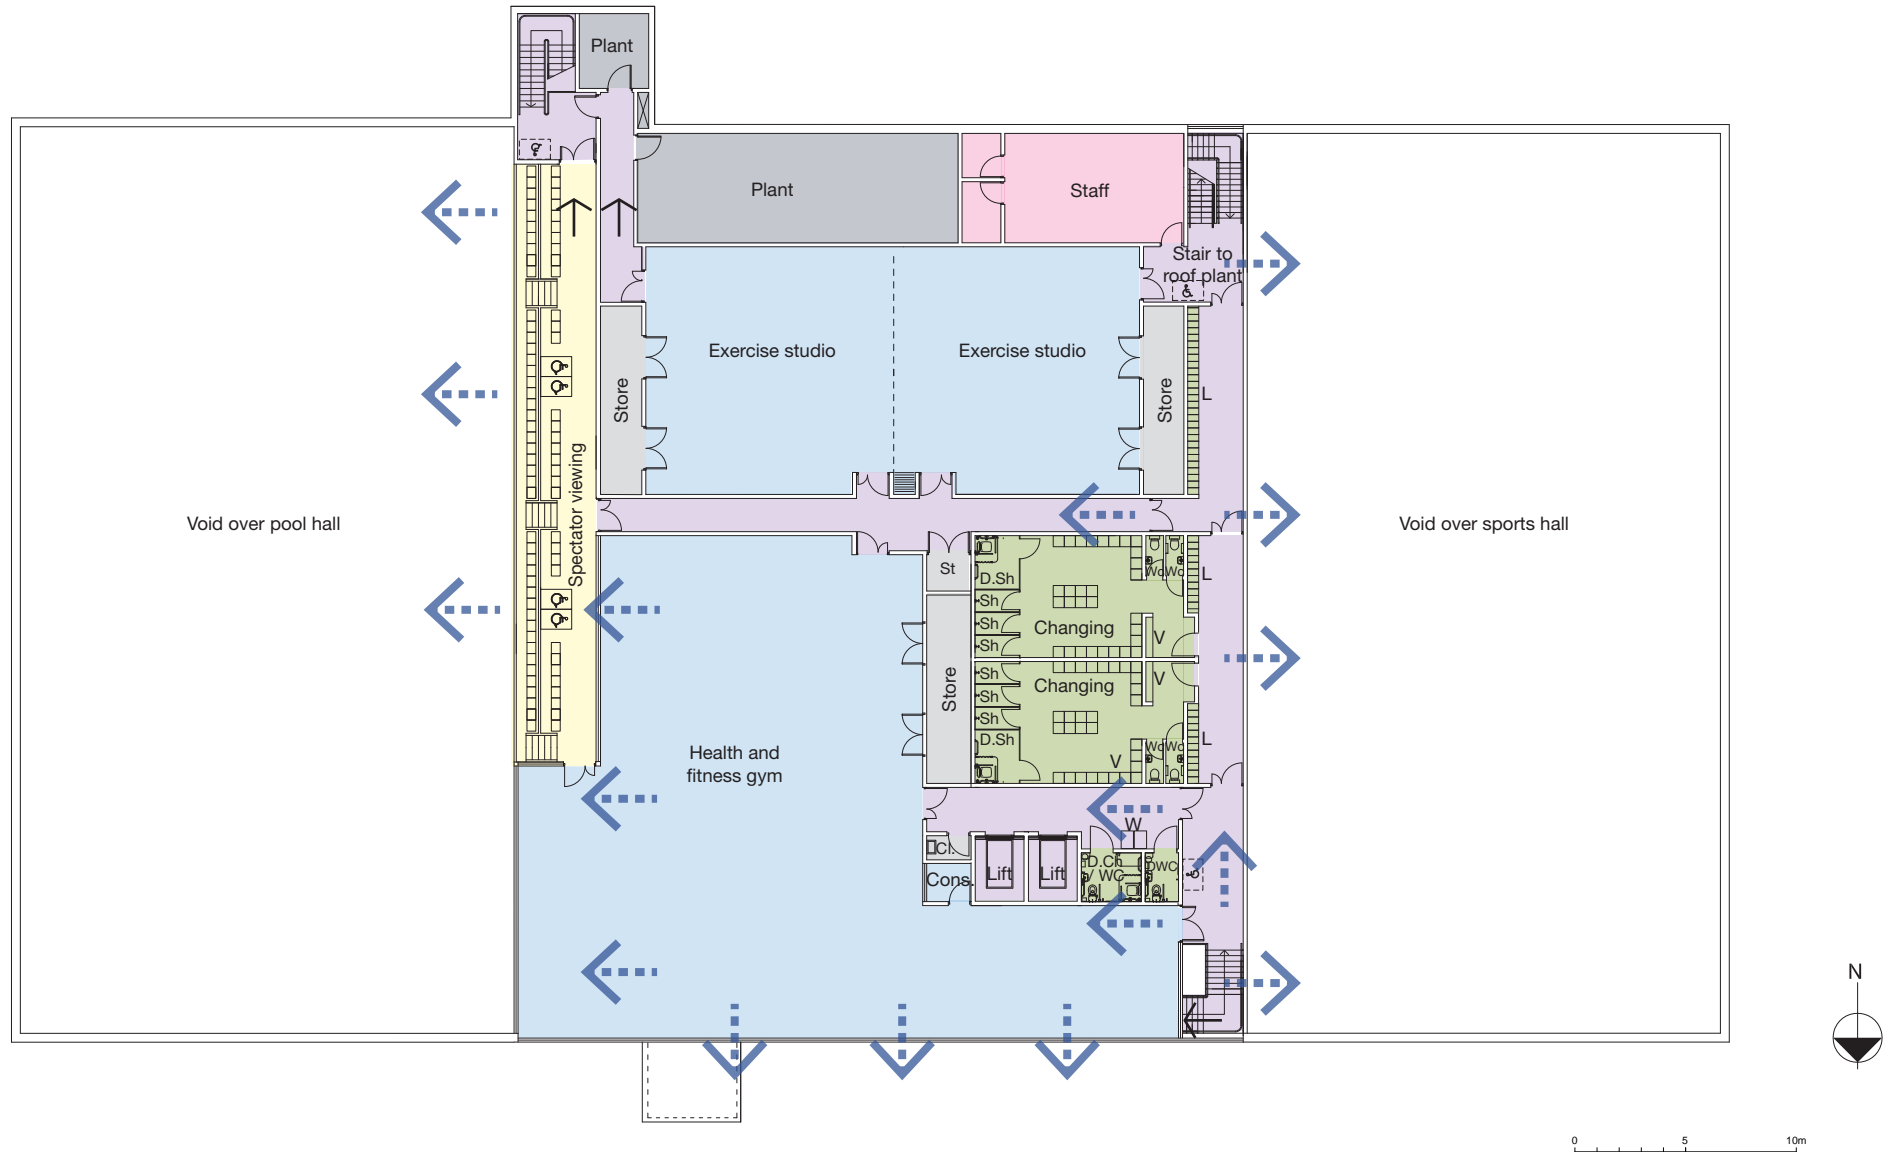 Plant
Plant
Staff
Stair to
roof plant
Exercise studio
Exercise studio
Store
Store
L
Spectator viewing
Void over pool hall
Void over sports hall
St
D.Sh
Wc
Wc
L
Sh
Sh
Sh
Changing
V
Sh
Sh
Sh
D.Sh
Changing
V
Store
Wc
Wc
L
V
Health and
fitness gym
W
Cl.
Cons.
Lift
Lift
D.Ch
/ WC
DWC
N
0
5
10m